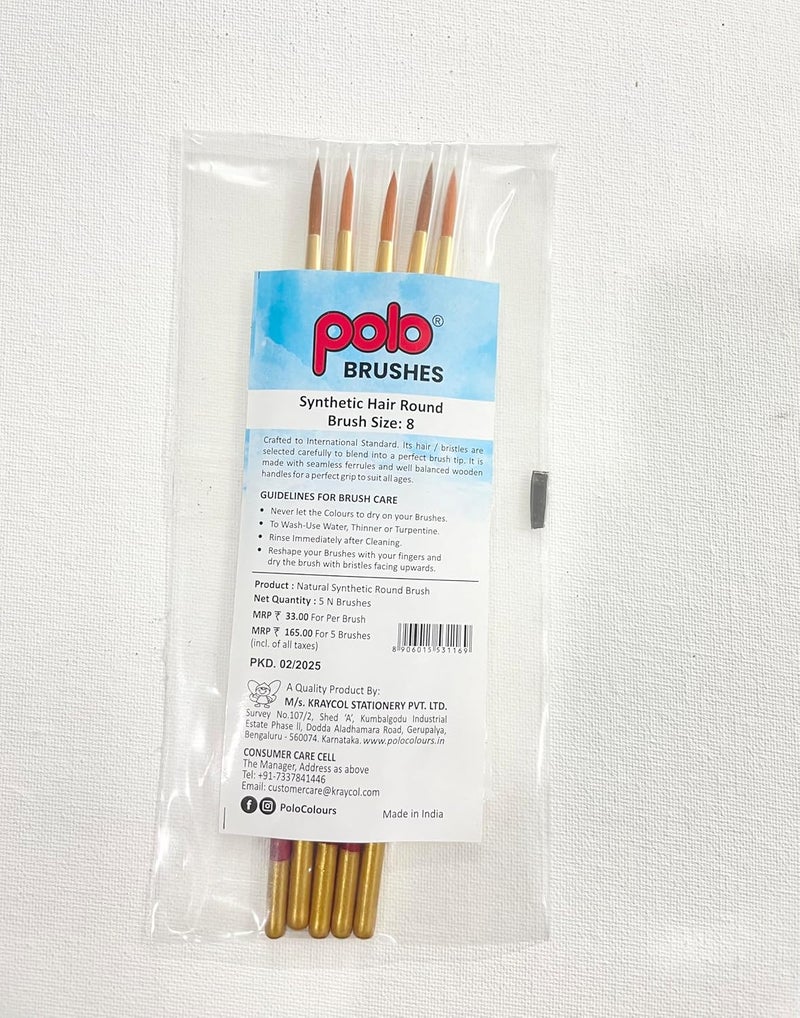 polo®
BRUSHES
Synthetic Hair Round
Brush Size: 8
Crafted to International Standard. Its hair / bristles are
selected carefully to blend into a perfect brush tip. It is
made with seamless ferrules and well balanced wooden
handles for a perfect grip to suit all ages.
GUIDELINES FOR BRUSH CARE
• Never let the Colours to dry on your Brushes.
• To Wash-Use Water, Thinner or Turpentine.
• Rinse Immediately after Cleaning.
• Reshape your Brushes with your fingers and
dry the brush with bristles facing upwards.
Product : Natural Synthetic Round Brush
Net Quantity : 5 N Brushes
MRP ₹ 33.00 For Per Brush
MRP ₹ 165.00 For 5 Brushes
(incl. of all taxes)
8 906015 531169
PKD. 02/2025
A Quality Product By:
M/s. KRAYCOL STATIONERY PVT. LTD.
Survey No.107/2, Shed 'A', Kumbalgodu Industrial
Estate Phase II, Dodda Aladhamara Road, Gerupalya,
Bengaluru - 560074. Karnataka. www.polocolours.in
CONSUMER CARE CELL
The Manager, Address as above
Tel: +91-7337841446
Email: customercare@kraycol.com
PoloColours
Made in India